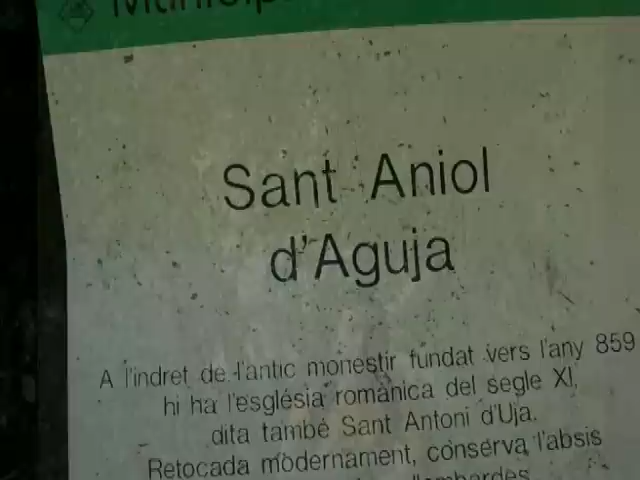 Sant Aniol
d'Aguja
A l'indret de l'antic monestir fundat vers l'any 859
hi ha l'església romànica del segle XI,
dita també Sant Antoni d'Uja.
Retocada modernament, conserva l'absis
llombardes